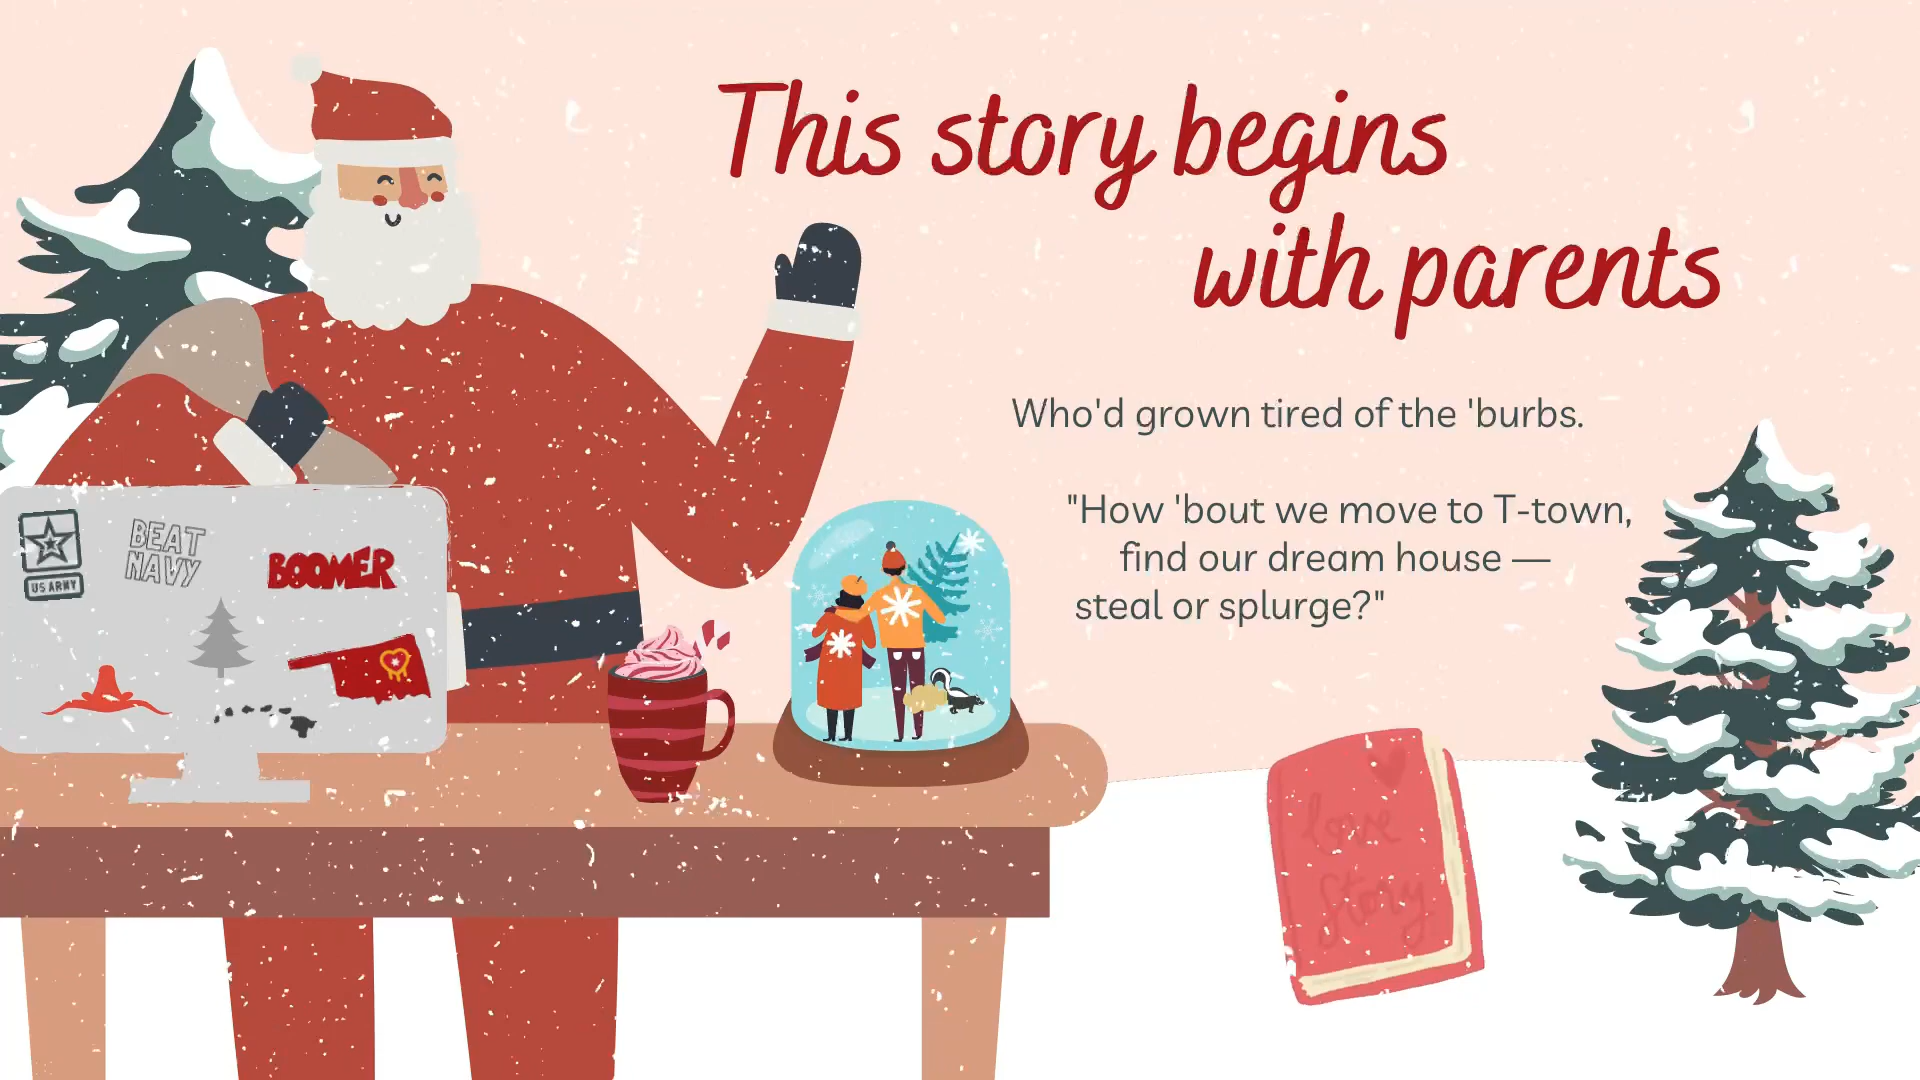 This story begins
with parents
Who'd grown tired of the 'burbs.
"How 'bout we move to T-town,
find our dream house —
steal or splurge?"
US ARMY
BEAT
NAVY
BOOMER
love
Story